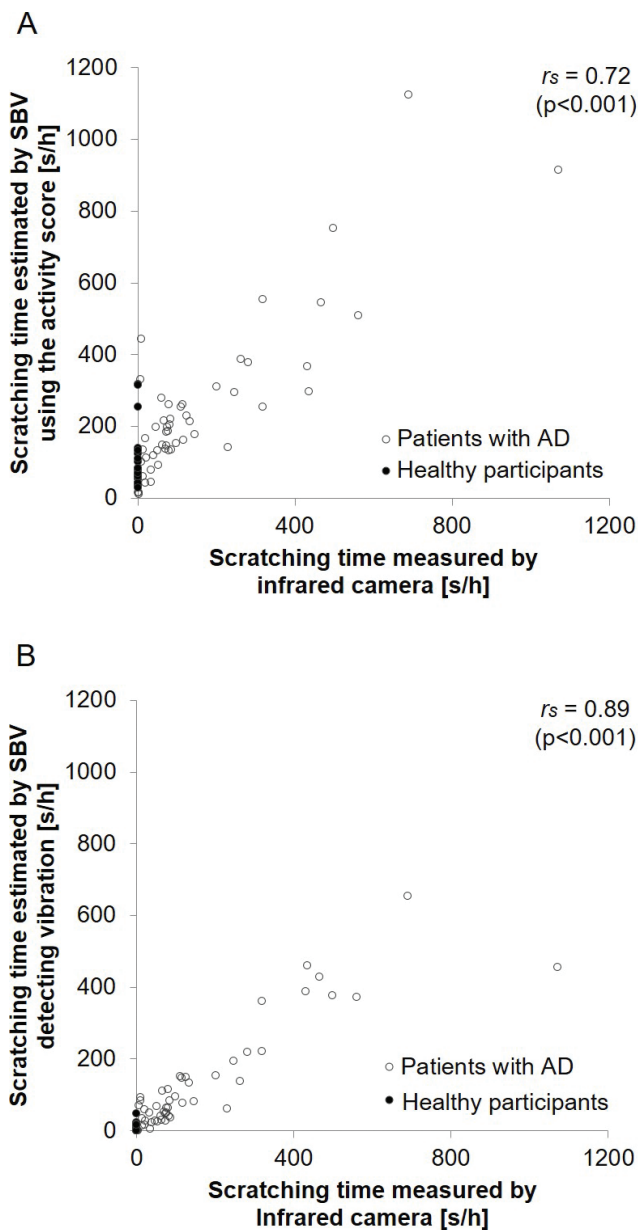 A
1200
1000
800
600
400
200
0
Scratching time estimated by SBV
using the activity score [s/h]
rs = 0.72
(p<0.001)
Patients with AD
Healthy participants
0
400
800
1200
Scratching time measured by
infrared camera [s/h]
B
1200
1000
800
600
400
200
0
Scratching time estimated by SBV
detecting vibration [s/h]
rs = 0.89
(p<0.001)
Patients with AD
Healthy participants
0
400
800
1200
Scratching time measured by
Infrared camera [s/h]